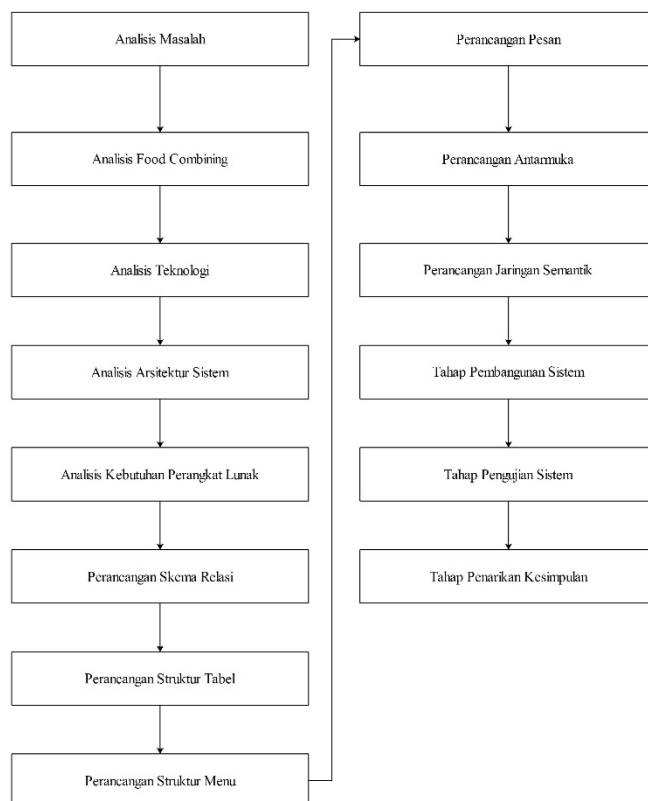 Analisis Masalah
Analisis Food Combining
Analisis Teknologi
Analisis Arsitektur Sistem
Analisis Kebutuhan Perangkat Lunak
Perancangan Skema Relasi
Perancangan Struktur Tabel
Perancangan Struktur Menu
Perancangan Pesan
Perancangan Antarmuka
Perancangan Jaringan Semantik
Tahap Pembangunan Sistem
Tahap Pengujian Sistem
Tahap Penarikan Kesimpulan